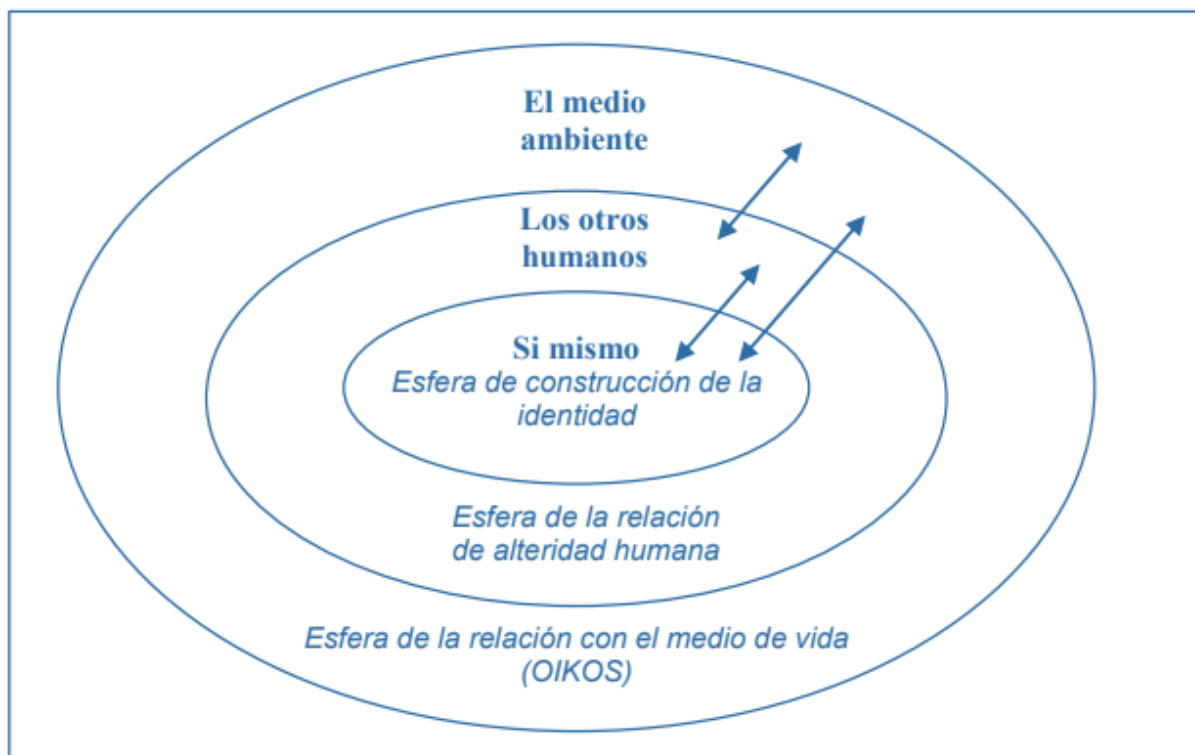 El medio
ambiente
Los otros
humanos
Si mismo
Esfera de construcción de la
identidad
Esfera de la relación
de alteridad humana
Esfera de la relación con el medio de vida
(OIKOS)